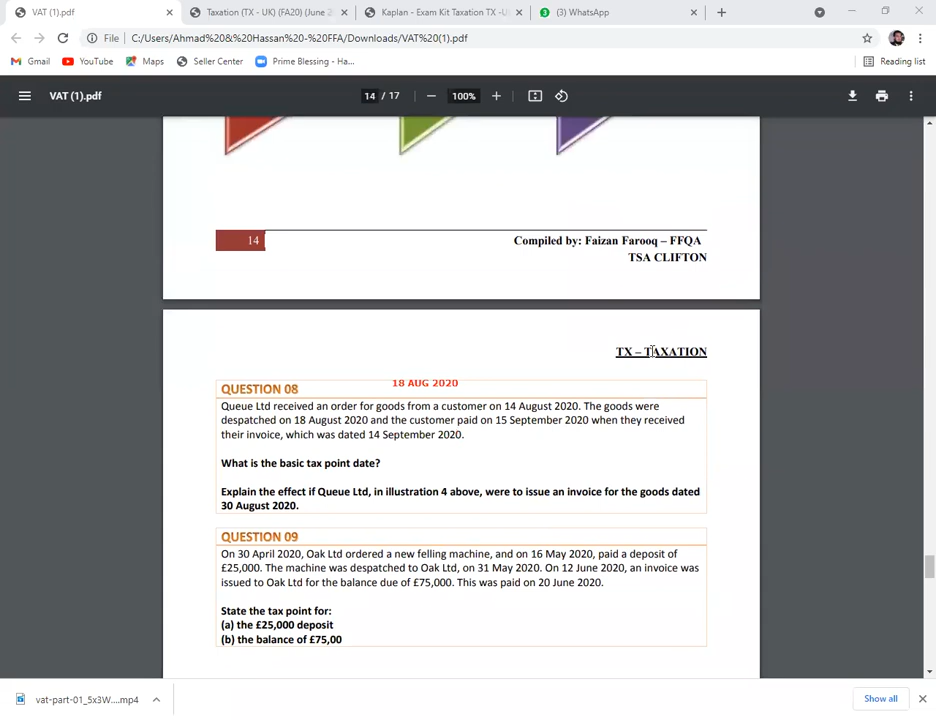 VAT (1).pdf
Taxation (TX - UK) (FA20) (June 2
Kaplan - Exam Kit Taxation TX -U
(3) WhatsApp
File
C:/Users/Ahmad%20&%20Hassan%20-%20FFA/Downloads/VAT%20(1).pdf
Gmail
YouTube
Maps
Seller Center
Prime Blessing - Ha...
Reading list
VAT (1).pdf
14 / 17
100%
14
Compiled by: Faizan Farooq – FFQA
TSA CLIFTON
TX – TAXATION
QUESTION 08
18 AUG 2020
Queue Ltd received an order for goods from a customer on 14 August 2020. The goods were
despatched on 18 August 2020 and the customer paid on 15 September 2020 when they received
their invoice, which was dated 14 September 2020.
What is the basic tax point date?
Explain the effect if Queue Ltd, in illustration 4 above, were to issue an invoice for the goods dated
30 August 2020.
QUESTION 09
On 30 April 2020, Oak Ltd ordered a new felling machine, and on 16 May 2020, paid a deposit of
£25,000. The machine was despatched to Oak Ltd, on 31 May 2020. On 12 June 2020, an invoice was
issued to Oak Ltd for the balance due of £75,000. This was paid on 20 June 2020.
State the tax point for:
(a) the £25,000 deposit
(b) the balance of £75,00
vat-part-01_5x3W....mp4
Show all